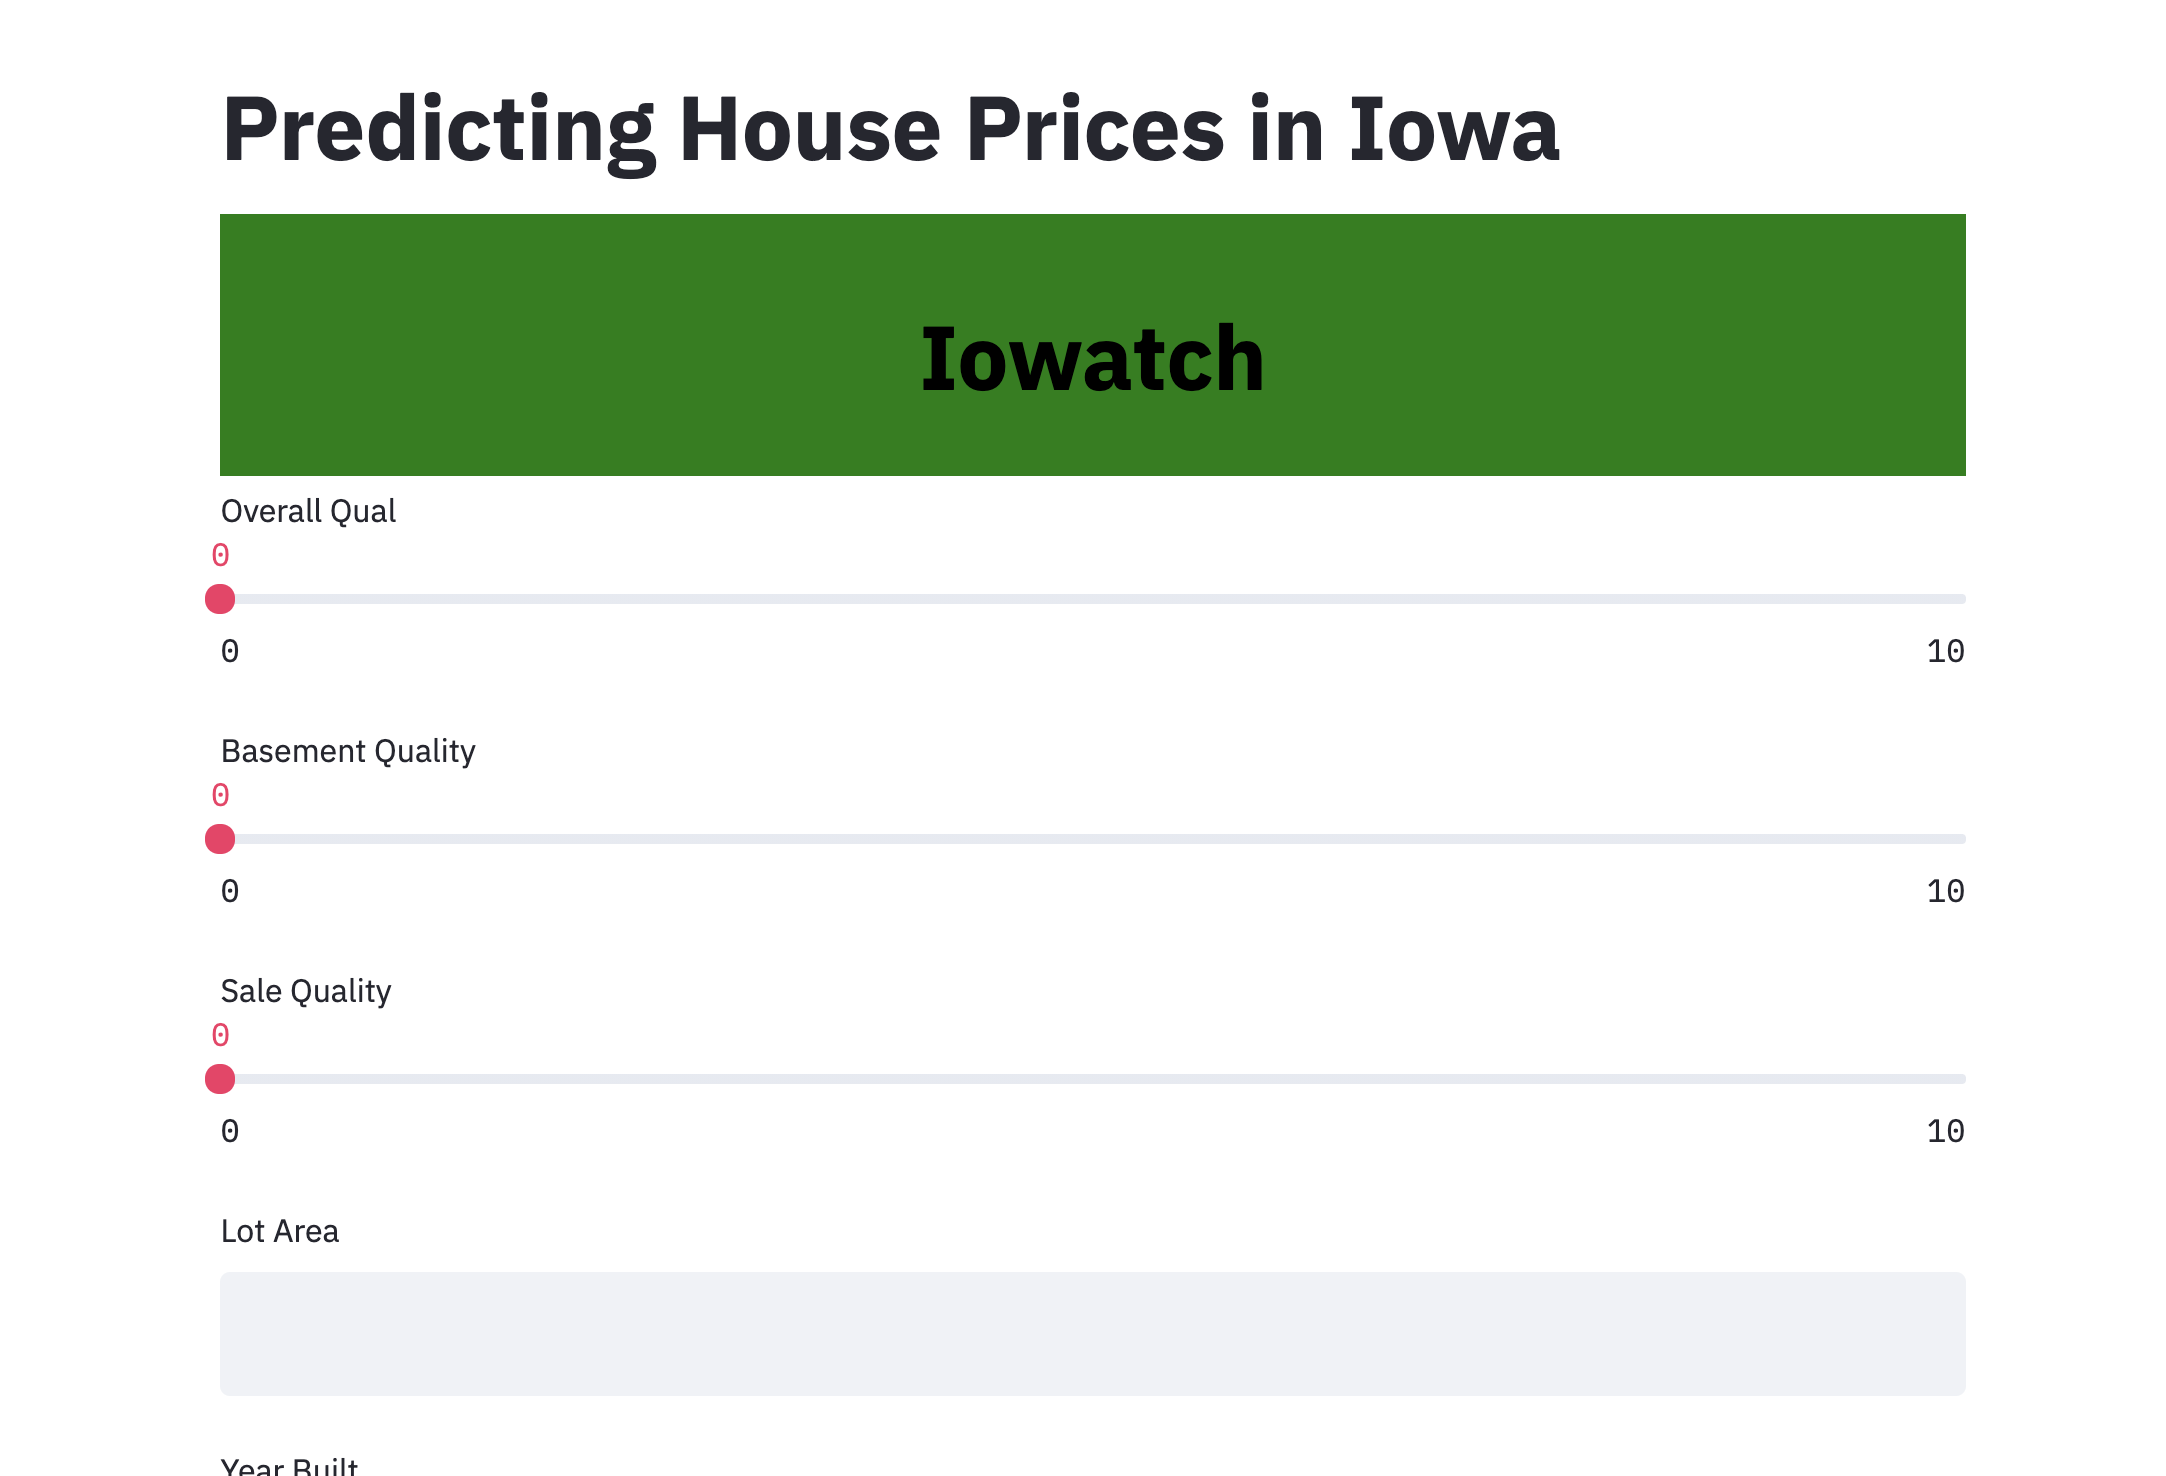 Predicting House Prices in Iowa
Iowatch
Overall Qual
0
0 10
Basement Quality
0
0 10
Sale Quality
0
0 10
Lot Area
Year Built